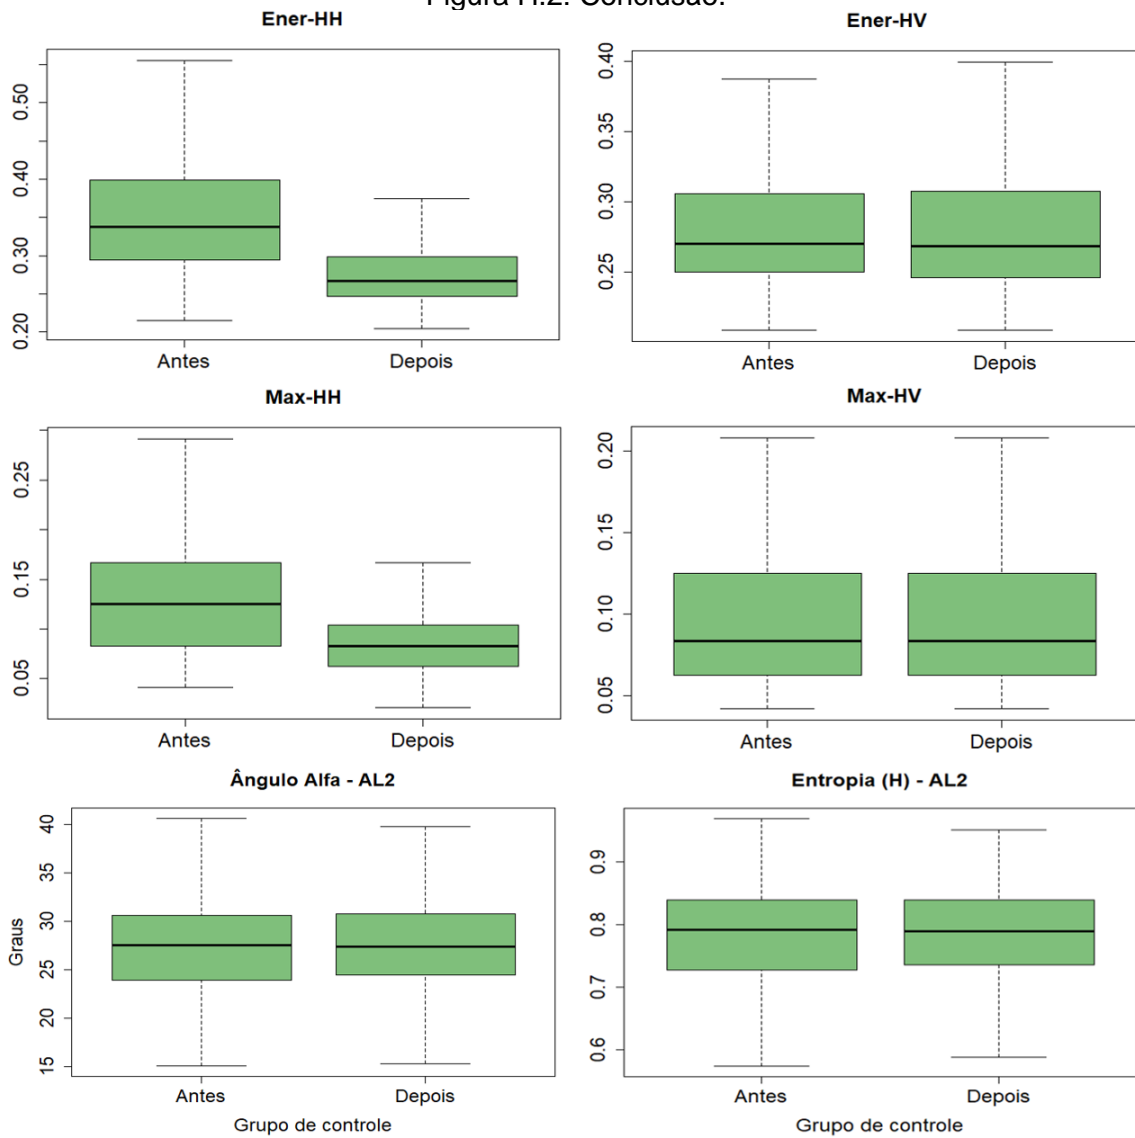 Figura H.2: Conclusão.
Ener-HH
Ener-HV
0.50
0.40
0.30
0.20
0.40
0.35
0.30
0.25
Antes
Depois
Antes
Depois
Max-HH
Max-HV
0.25
0.15
0.05
0.20
0.15
0.10
0.05
Antes
Depois
Antes
Depois
Ângulo Alfa - AL2
Entropia (H) - AL2
Graus
40
35
30
25
20
15
0.9
0.8
0.7
0.6
Antes
Depois
Antes
Depois
Grupo de controle
Grupo de controle